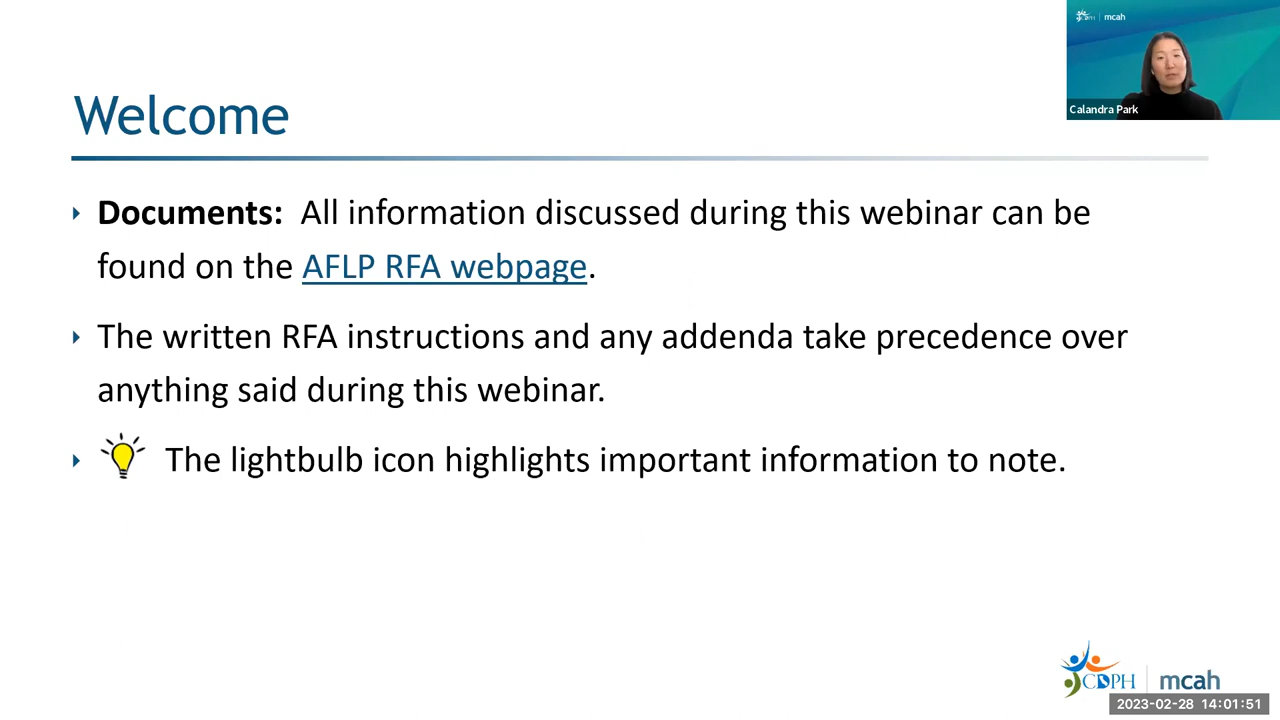 CDPH mcah
Calandra Park
Welcome
Documents: All information discussed during this webinar can be
found on the AFLP RFA webpage.
The written RFA instructions and any addenda take precedence over
anything said during this webinar.
The lightbulb icon highlights important information to note.
CDPH mcah
2023-02-28 14:01:51